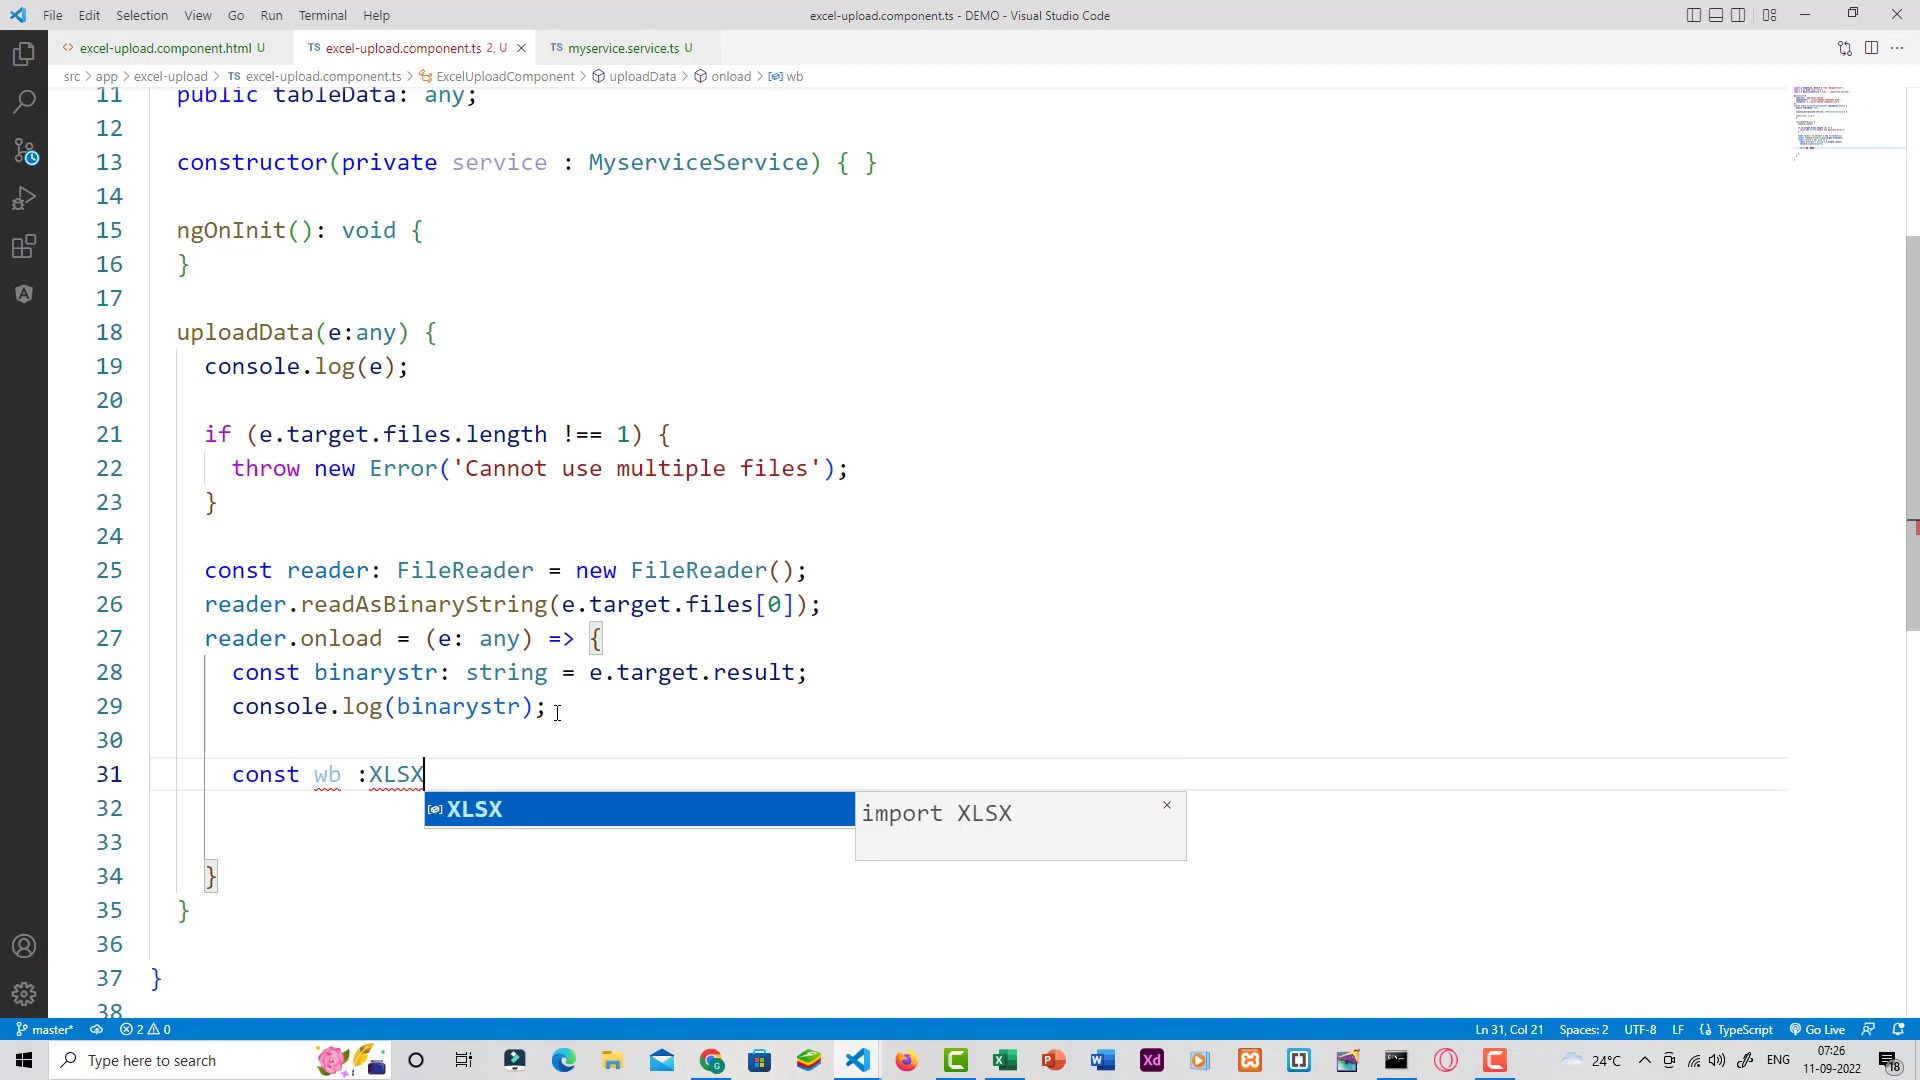 File Edit Selection View Go Run Terminal Help
excel-upload.component.ts - DEMO - Visual Studio Code
excel-upload.component.html U
TS excel-upload.component.ts 2, U
TS myservice.service.ts U
src > app > excel-upload > TS excel-upload.component.ts > ExcelUploadComponent > uploadData > onload > wb
11 public tableData: any;
12
13 constructor(private service : MyserviceService) { }
14
15 ngOnInit(): void {
16 }
17
18 uploadData(e:any) {
19 console.log(e);
20
21 if (e.target.files.length !== 1) {
22 throw new Error('Cannot use multiple files');
23 }
24
25 const reader: FileReader = new FileReader();
26 reader.readAsBinaryString(e.target.files[0]);
27 reader.onload = (e: any) => {
28 const binarystr: string = e.target.result;
29 console.log(binarystr);
30
31 const wb :XLSX
XLSX
import XLSX
32
33
34 }
35 }
36
37 }
38
master* 2 0
Ln 31, Col 21 Spaces: 2 UTF-8 LF TypeScript Go Live
Type here to search
24°C ENG
07:26
11-09-2022
18